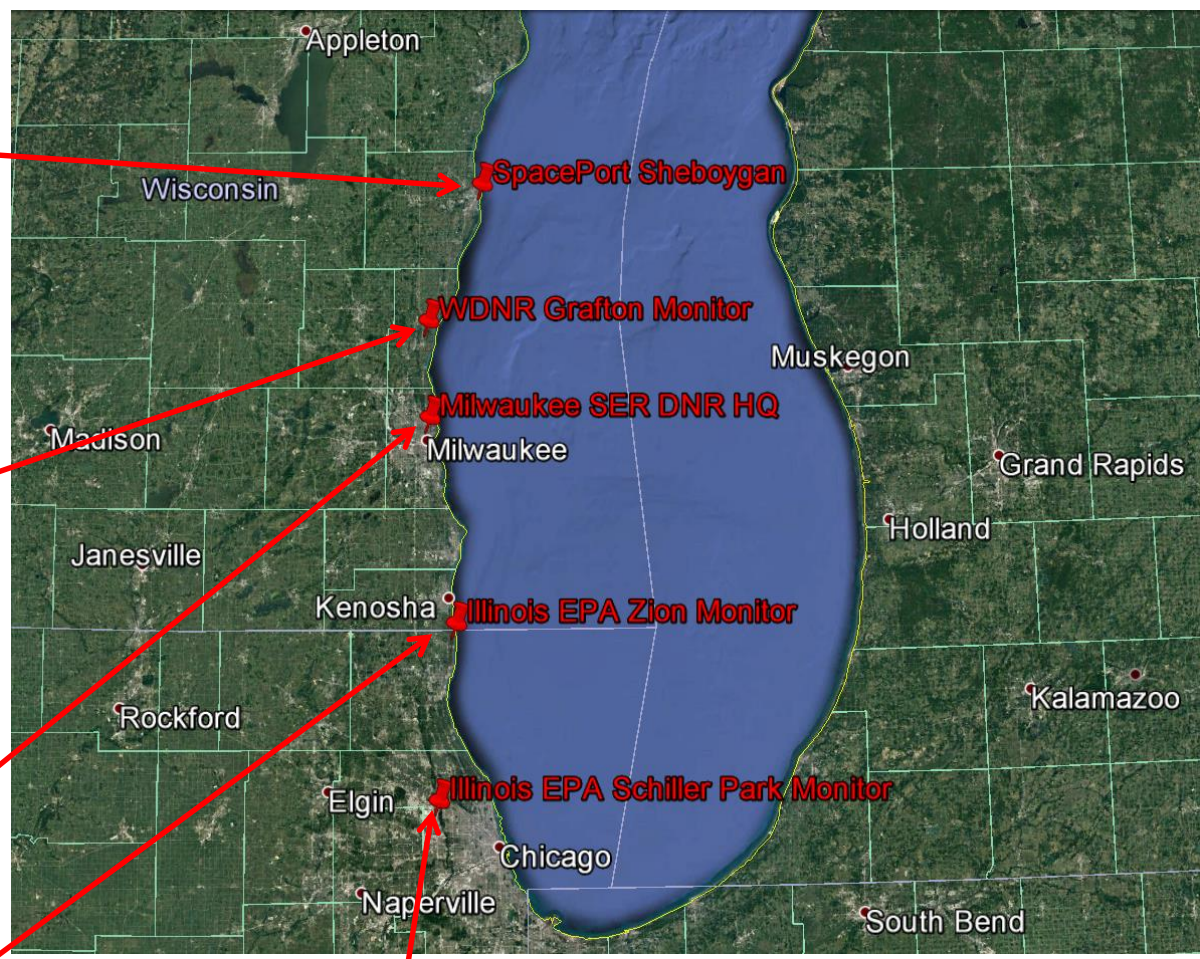 Appleton
SpacePort Sheboygan
Wisconsin
WDNR Grafton Monitor
Muskegon
Milwaukee SER DNR HQ
Madison
Milwaukee
Grand Rapids
Holland
Janesville
Kenosha
Illinois EPA Zion Monitor
Kalamazoo
Rockford
Illinois EPA Schiller Park Monitor
Elgin
Chicago
Naperville
South Bend